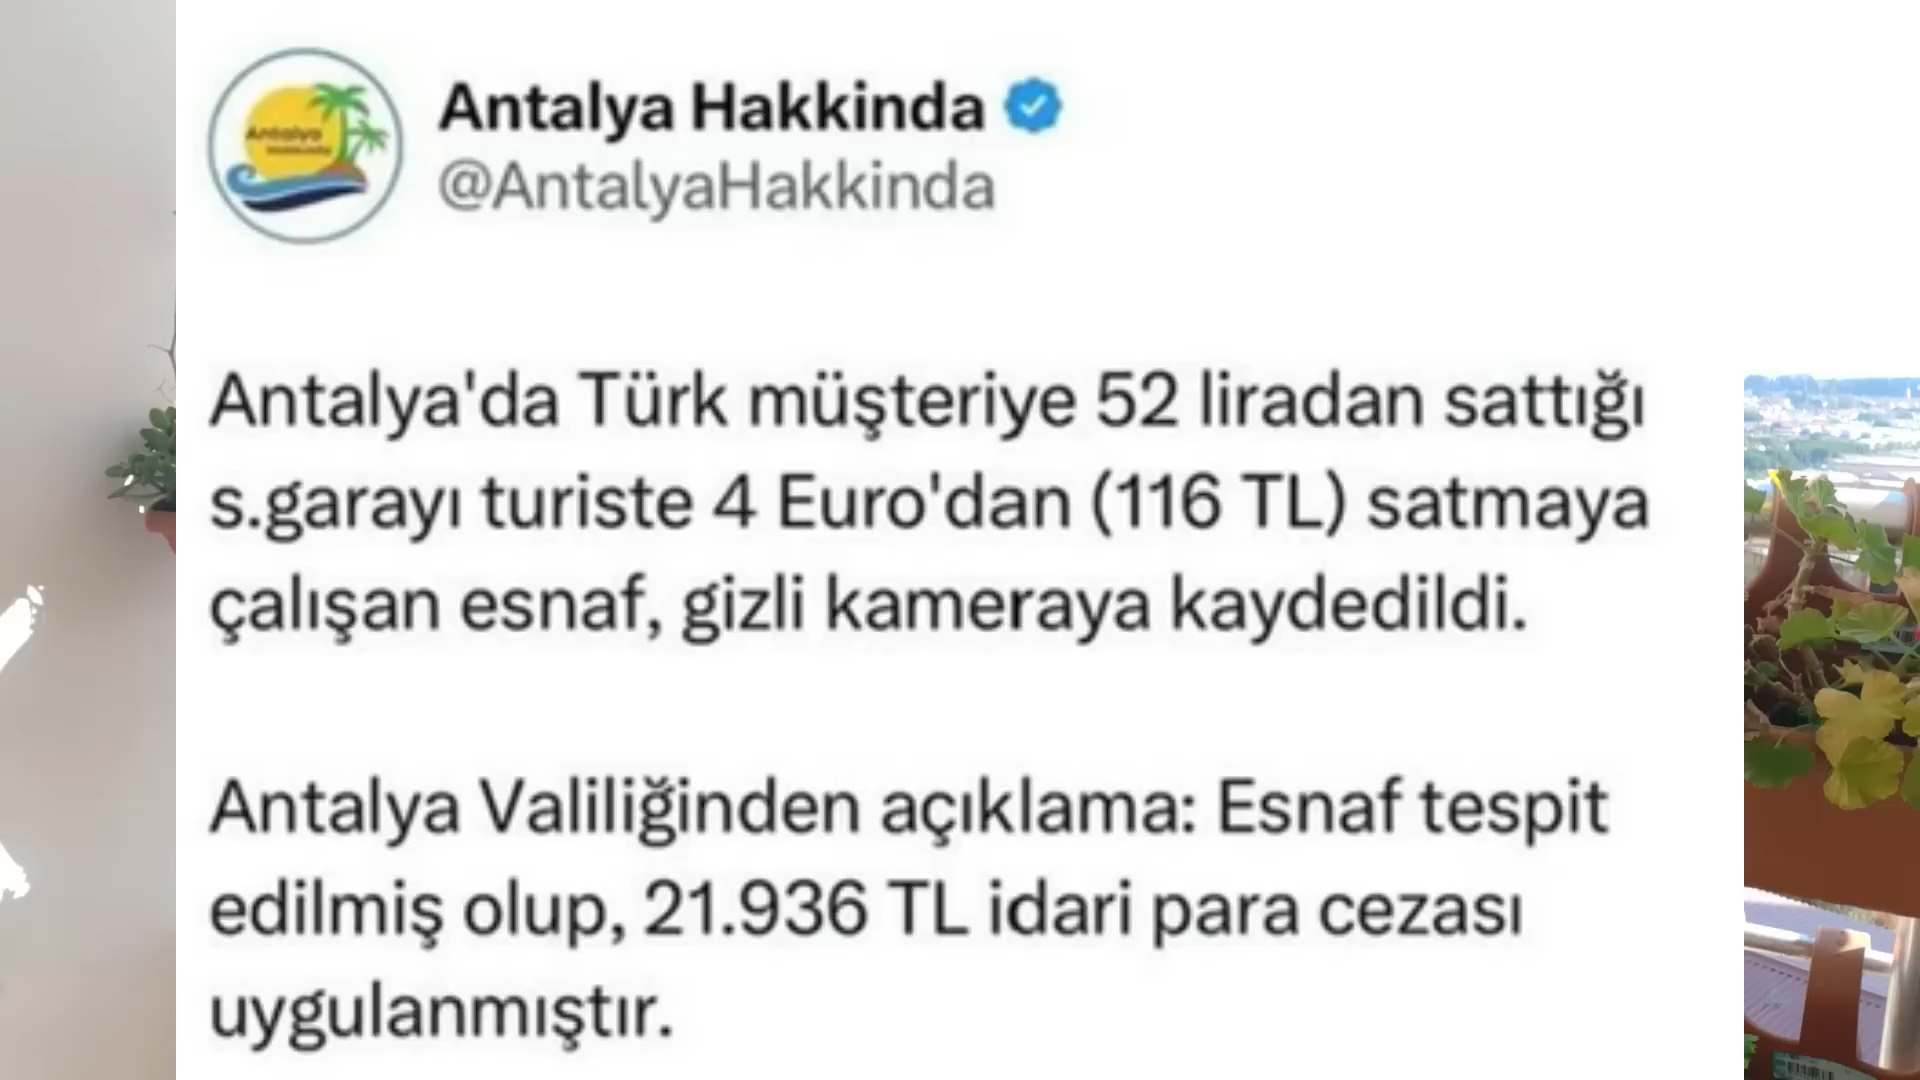 Antalya
Antalya Hakkinda
@AntalyaHakkinda
Antalya'da Türk müşteriye 52 liradan sattığı
s.garayı turiste 4 Euro'dan (116 TL) satmaya
çalışan esnaf, gizli kameraya kaydedildi.
Antalya Valiliğinden açıklama: Esnaf tespit
edilmiş olup, 21.936 TL idari para cezası
uygulanmıştır.